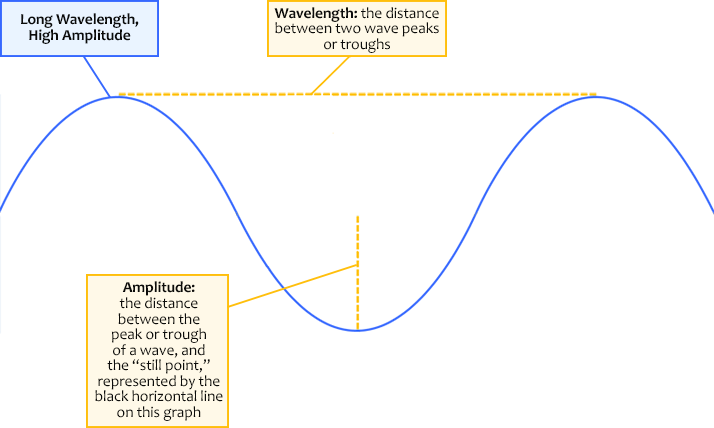 Long Wavelength,
High Amplitude
Wavelength: the distance
between two wave peaks
or troughs
Amplitude:
the distance
between the
peak or trough
of a wave, and
the “still point,”
represented by the
black horizontal line
on this graph